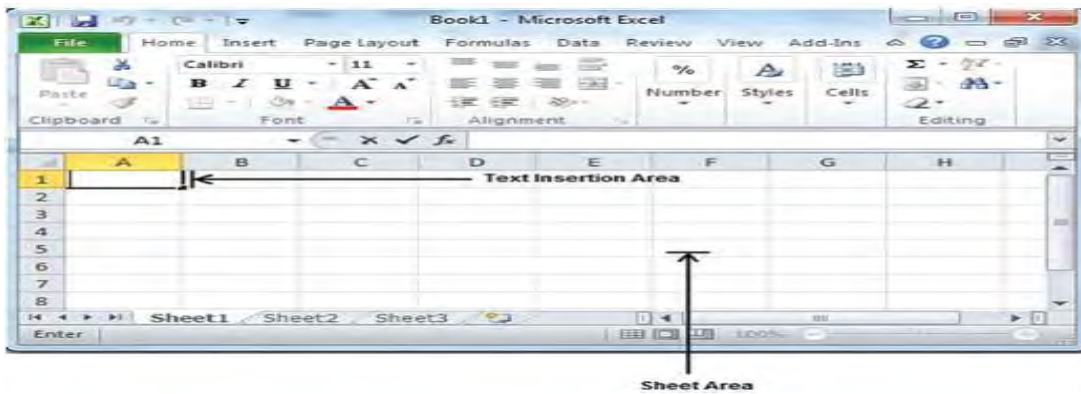 Book1 - Microsoft Excel
File Home Insert Page Layout Formulas Data Review View Add-Ins
Calibri 11 % A Σ
Paste B I U A A Number Styles Cells
A
Clipboard Font Alignment Editing
A1 fx
A B C D E F G H
1 Text Insertion Area
2
3
4
5
6
7
8
Sheet1 Sheet2 Sheet3
Enter 100%
Sheet Area